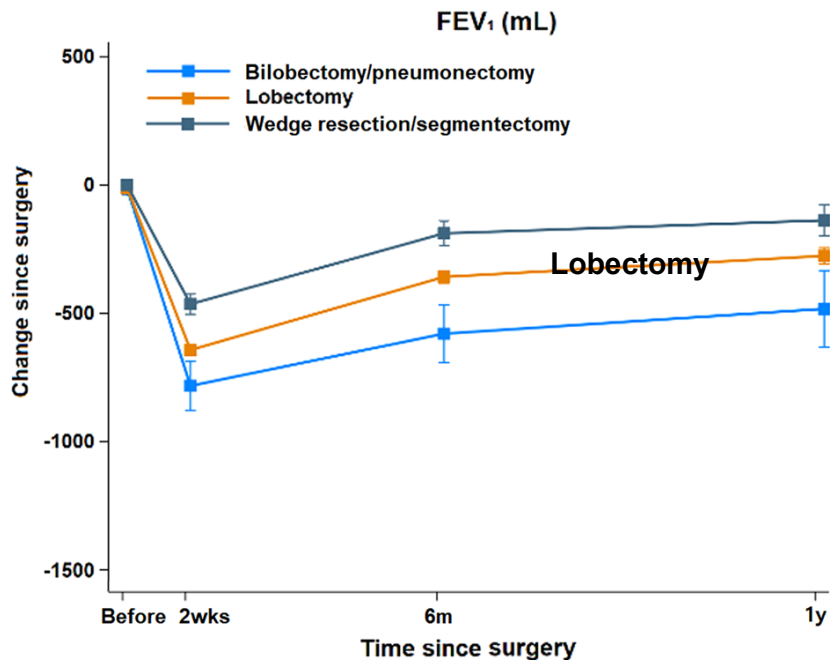 FEV₁ (mL)
500
Bilobectomy/pneumonectomy
Lobectomy
Wedge resection/segmentectomy
0
Lobectomy
-500
-1000
-1500
Change since surgery
Before 2wks 6m 1y
Time since surgery